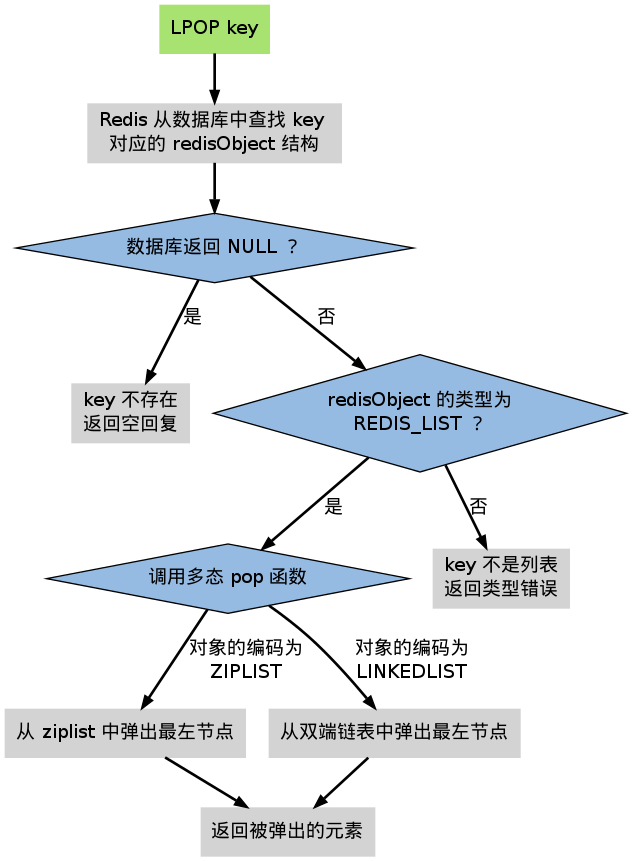 LPOP key
Redis 从数据库中查找 key
对应的 redisObject 结构
数据库返回 NULL ？
是
否
key 不存在
返回空回复
redisObject 的类型为
REDIS_LIST ？
是
否
调用多态 pop 函数
key 不是列表
返回类型错误
对象的编码为
ZIPLIST
对象的编码为
LINKEDLIST
从 ziplist 中弹出最左节点
从双端链表中弹出最左节点
返回被弹出的元素